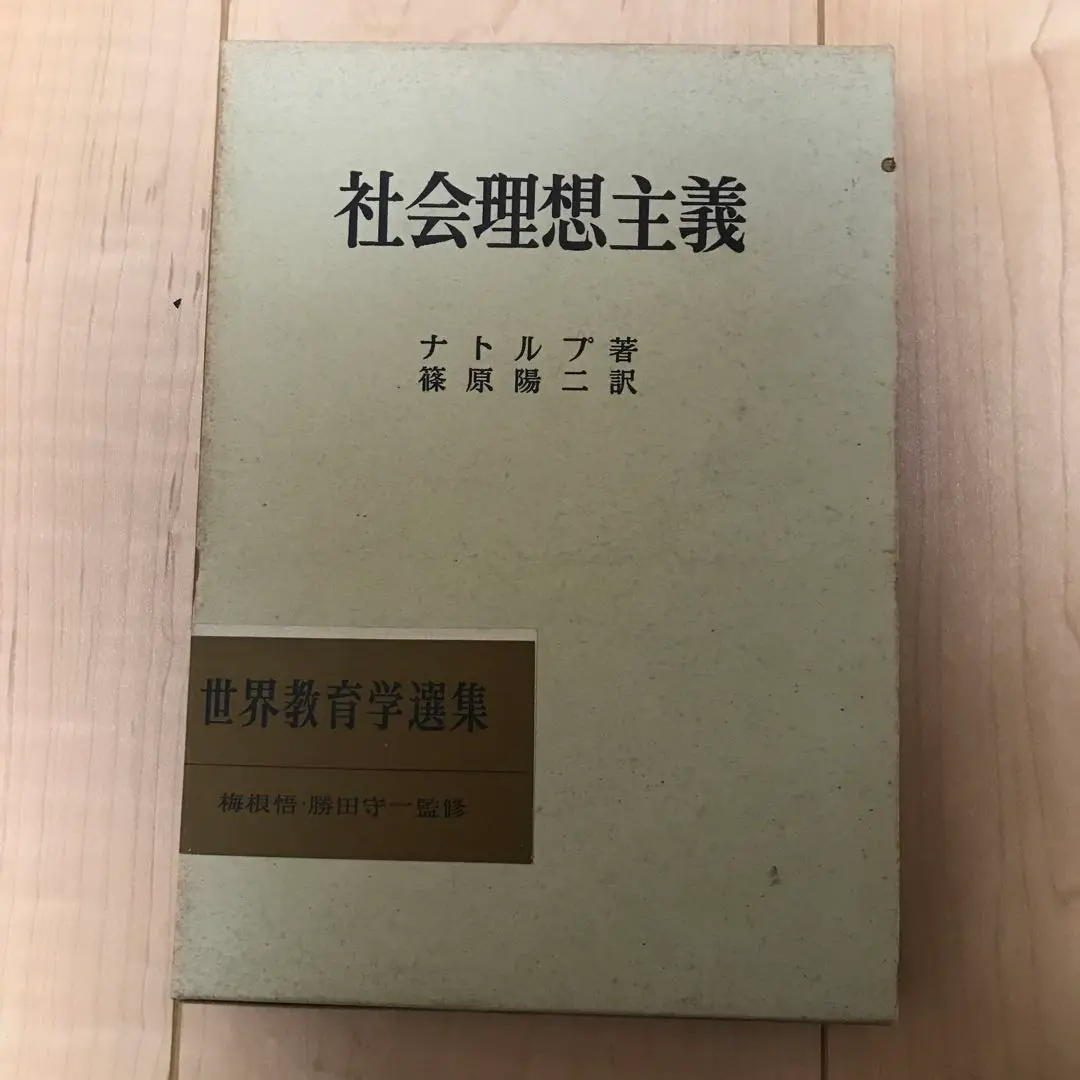 社会理想主義
ナトルプ著
篠原陽二訳
世界教育学選集
梅根悟・勝田守一監修